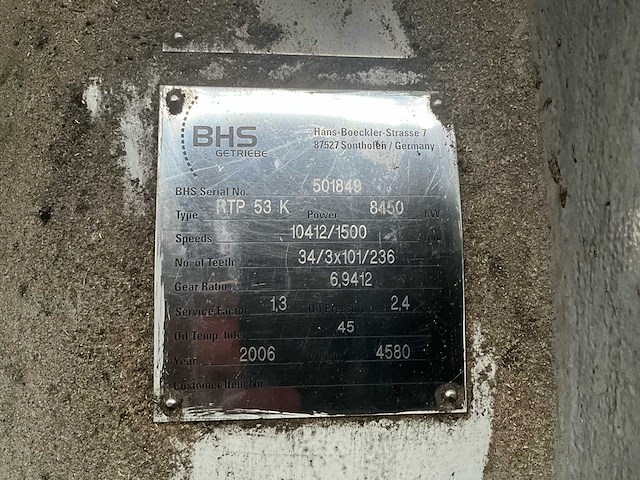 BHS
GETRIEBE
Hans-Boeckler-Strasse 7
87527 Sonthofen / Germany
BHS Serial No. 501849
Type RTP 53 K Power 8450 kW
Speeds 10412/1500
No. of Teeth 34/3x101/236
Gear Ratio 6,9412
Service Factor 1,3 Oil Pressure 2,4
Oil Temp. Inlet 45
Year 2006 4580
Customer Item No.